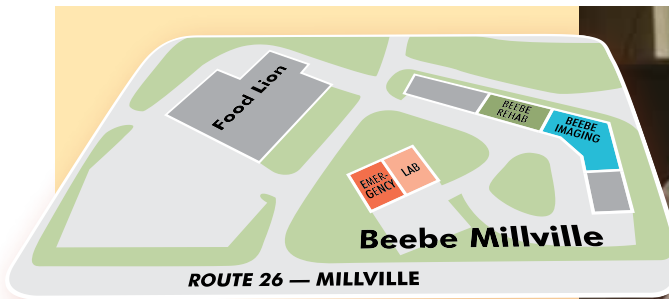 Food Lion
BEEBE
REHAB
BEEBE
IMAGING
EMER-
GENCY
LAB
Beebe Millville
ROUTE 26 — MILLVILLE